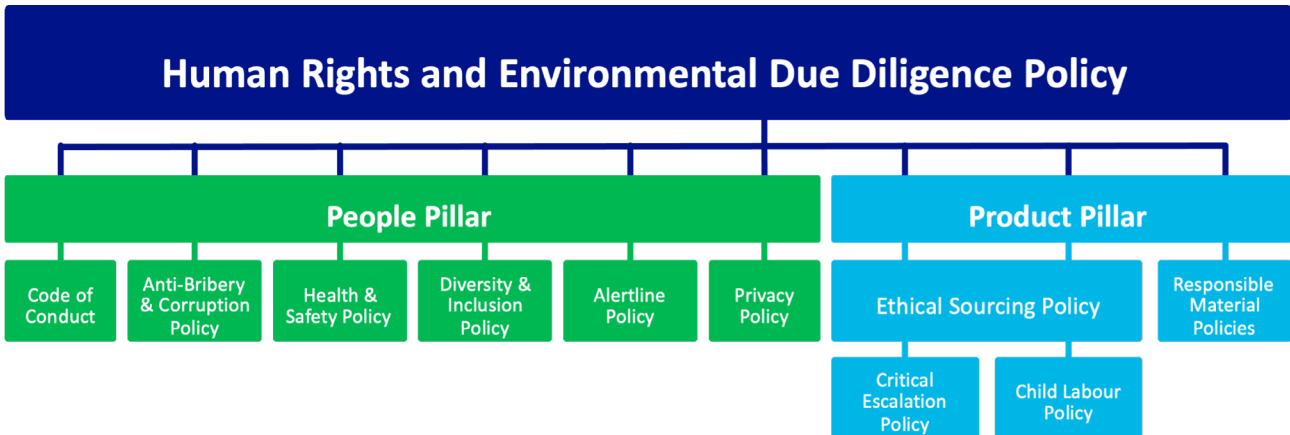 Human Rights and Environmental Due Diligence Policy
People Pillar
Product Pillar
Code of
Conduct
Anti-Bribery
& Corruption
Policy
Health &
Safety Policy
Diversity &
Inclusion
Policy
Alertline
Policy
Privacy
Policy
Ethical Sourcing Policy
Responsible
Material
Policies
Critical
Escalation
Policy
Child Labour
Policy